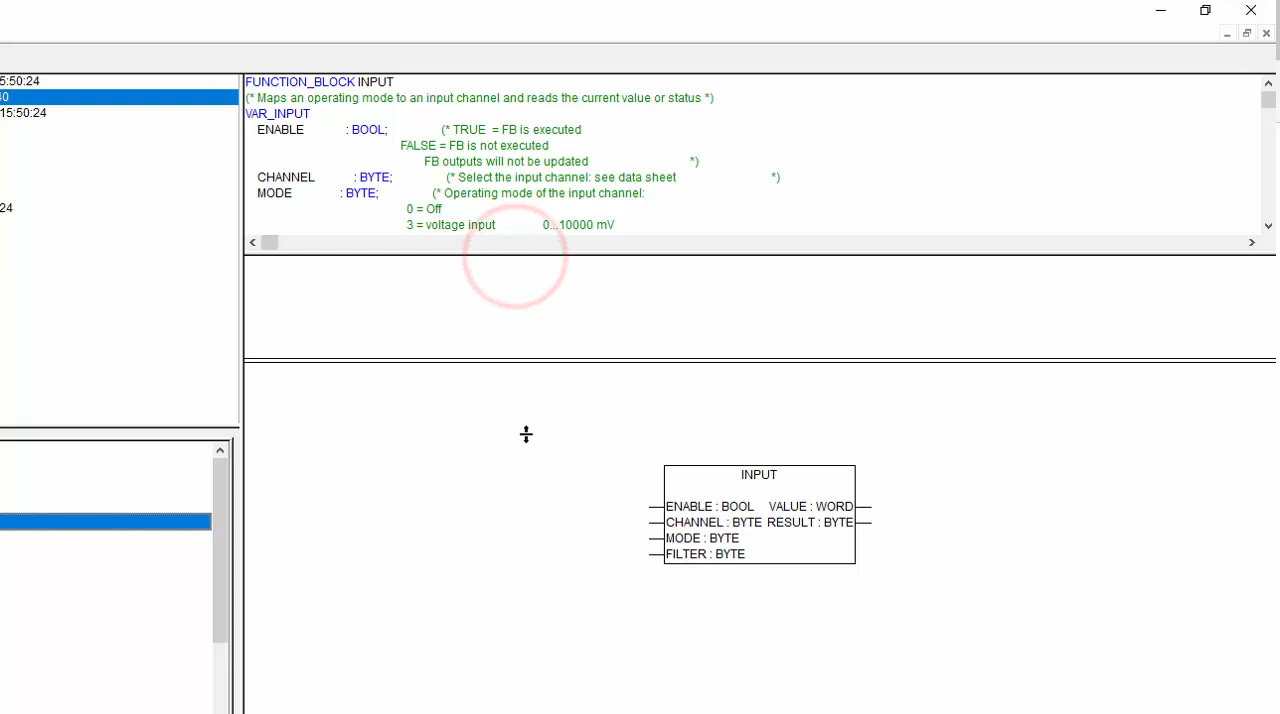 5:50:24
0
15:50:24
24
FUNCTION_BLOCK INPUT
(* Maps an operating mode to an input channel and reads the current value or status *)
VAR_INPUT
ENABLE : BOOL; (* TRUE = FB is executed
FALSE = FB is not executed
FB outputs will not be updated *)
CHANNEL : BYTE; (* Select the input channel: see data sheet *)
MODE : BYTE; (* Operating mode of the input channel:
0 = Off
3 = voltage input 0...10000 mV
INPUT
ENABLE : BOOL VALUE : WORD
CHANNEL : BYTE RESULT : BYTE
MODE : BYTE
FILTER : BYTE